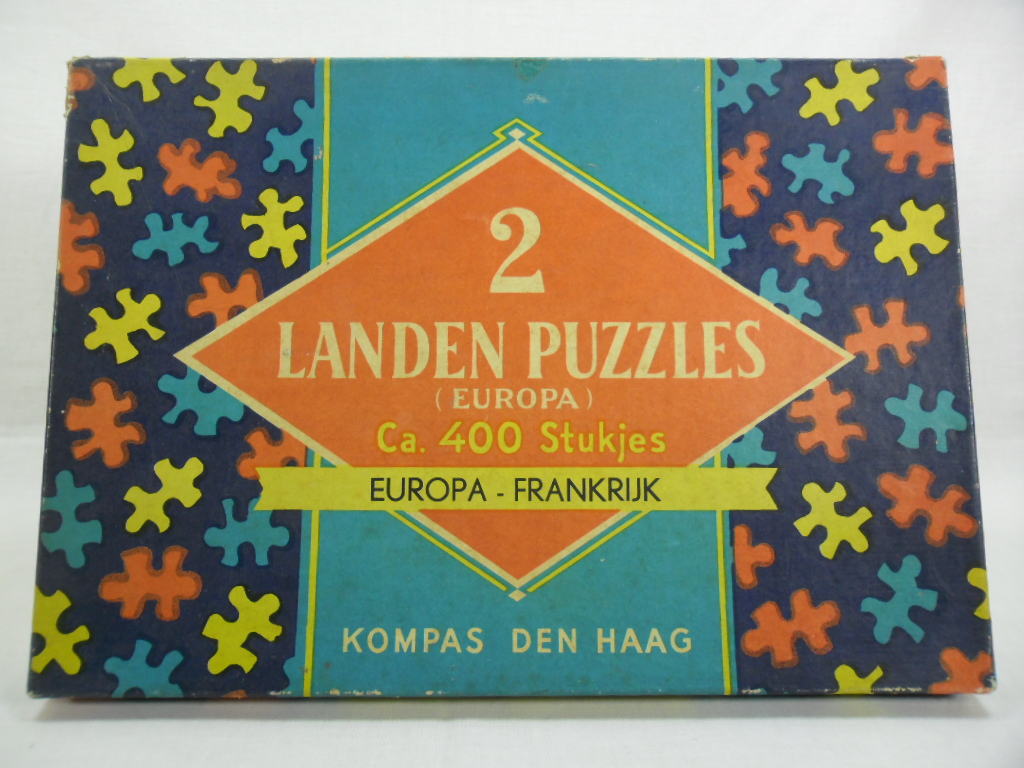 2
LANDEN PUZZLES
(EUROPA)
Ca. 400 Stukjes
EUROPA - FRANKRIJK
KOMPAS DEN HAAG